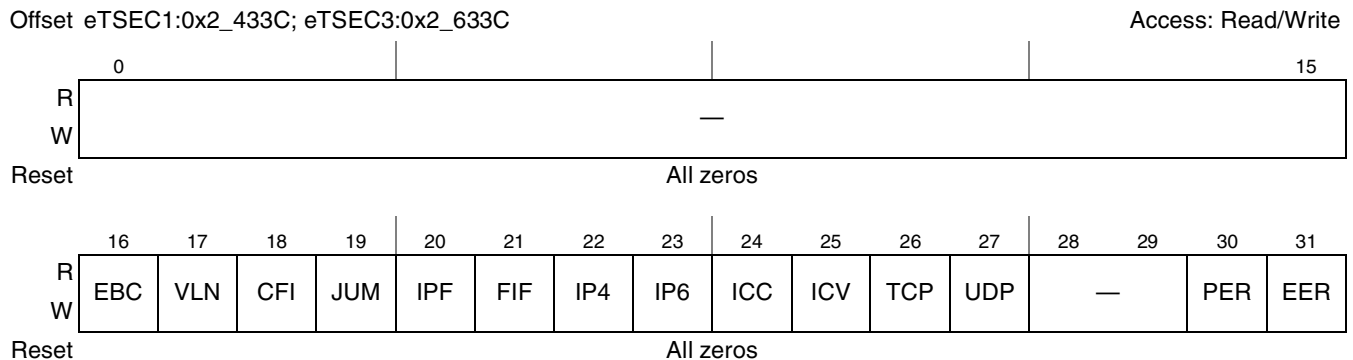 Offset eTSEC1:0x2_433C; eTSEC3:0x2_633C Access: Read/Write
0 15
R
—
W
Reset All zeros
16 17 18 19 20 21 22 23 24 25 26 27 28 29 30 31
R
EBC VLN CFI JUM IPF FIF IP4 IP6 ICC ICV TCP UDP — PER EER
W
Reset All zeros